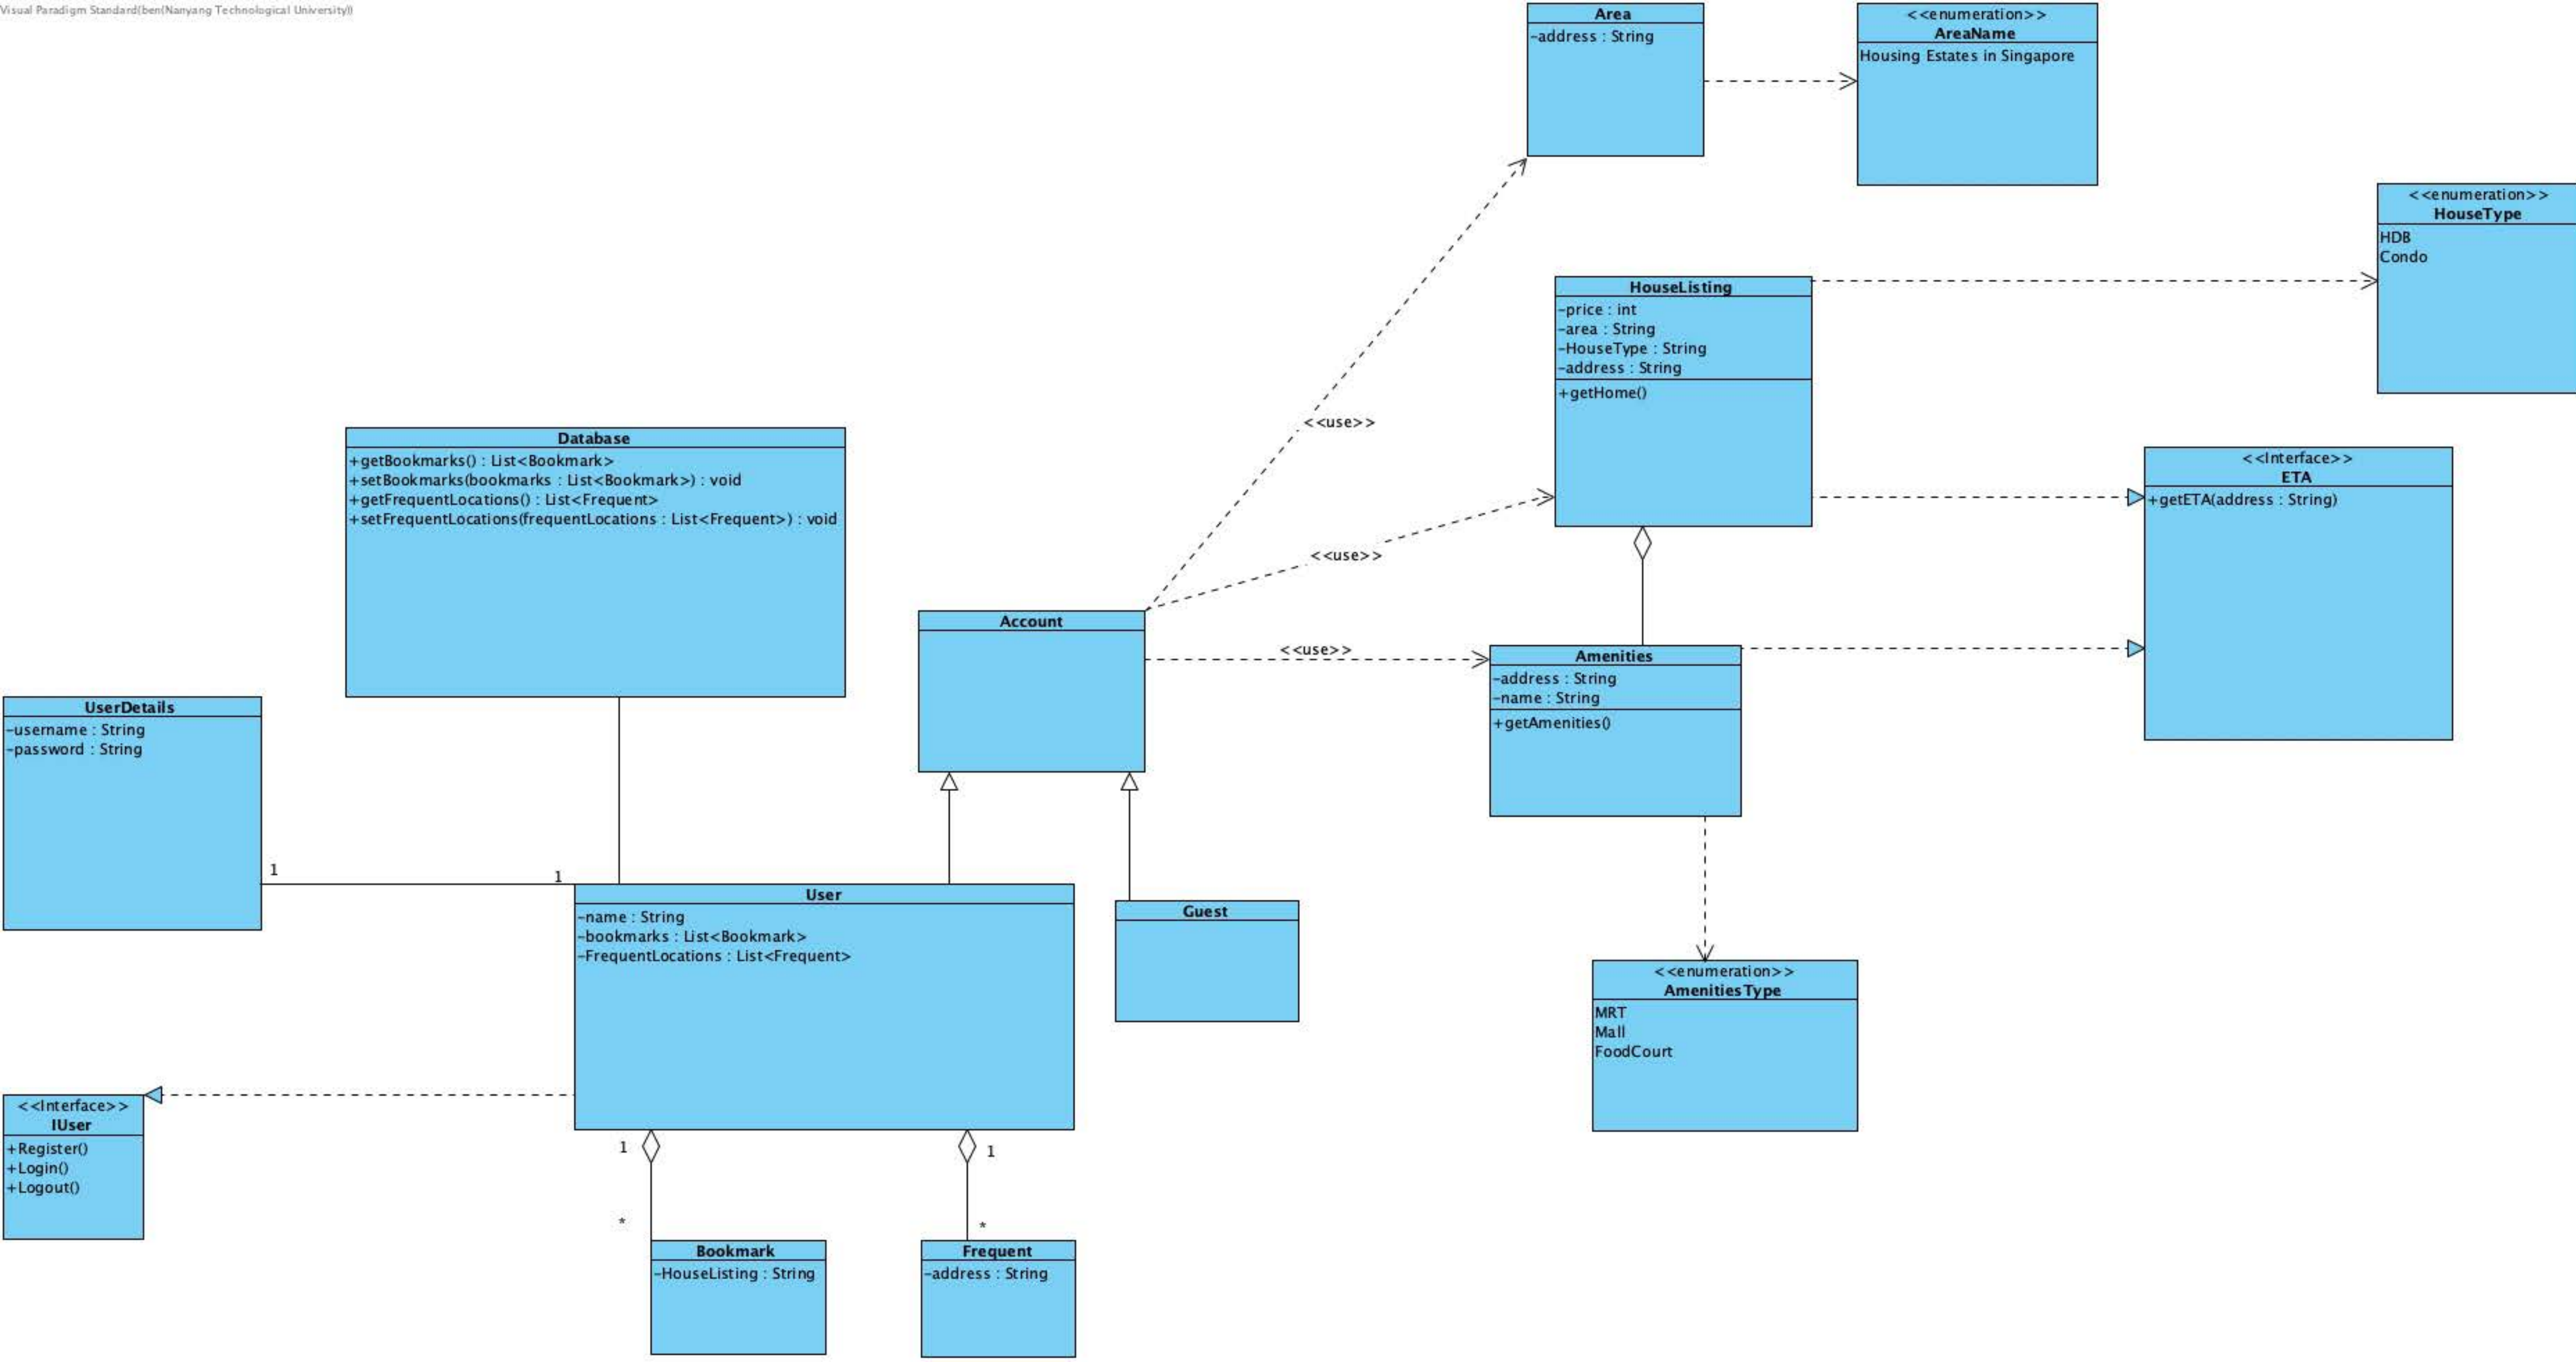 Visual Paradigm Standard(ben(Nanyang Technological University))
Area
-address : String
<<enumeration>>
AreaName
Housing Estates in Singapore
<<enumeration>>
HouseType
HDB
Condo
HouseListing
-price : int
-area : String
-HouseType : String
-address : String
+getHome()
<<use>>
Database
+getBookmarks() : List<Bookmark>
+setBookmarks(bookmarks : List<Bookmark>) : void
+getFrequentLocations() : List<Frequent>
+setFrequentLocations(frequentLocations : List<Frequent>) : void
<<Interface>>
ETA
+getETA(address : String)
<<use>>
Account
<<use>>
Amenities
-address : String
-name : String
+getAmenities()
UserDetails
-username : String
-password : String
1
1
User
-name : String
-bookmarks : List<Bookmark>
-FrequentLocations : List<Frequent>
Guest
<<enumeration>>
AmenitiesType
MRT
Mall
FoodCourt
<<Interface>>
IUser
+Register()
+Login()
+Logout()
1
1
*
*
Bookmark
-HouseListing : String
Frequent
-address : String